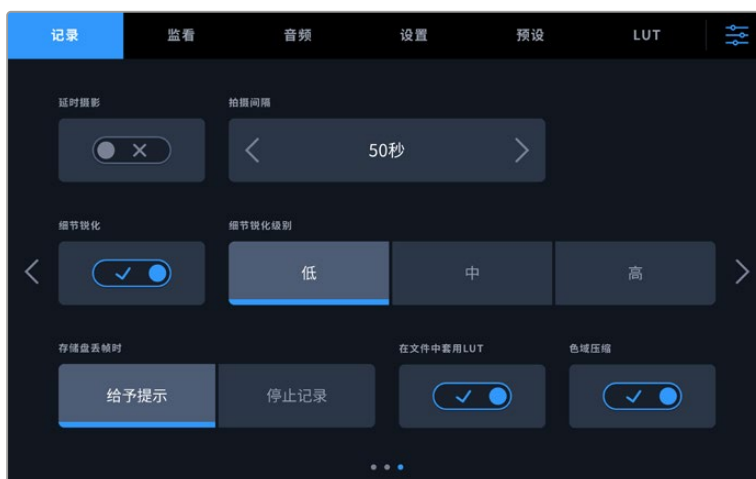 记录 监看 音频 设置 预设 LUT
延时摄影 拍摄间隔
50秒
细节锐化 细节锐化级别
低 中 高
存储盘丢帧时 在文件中套用LUT 色域压缩
给予提示 停止记录